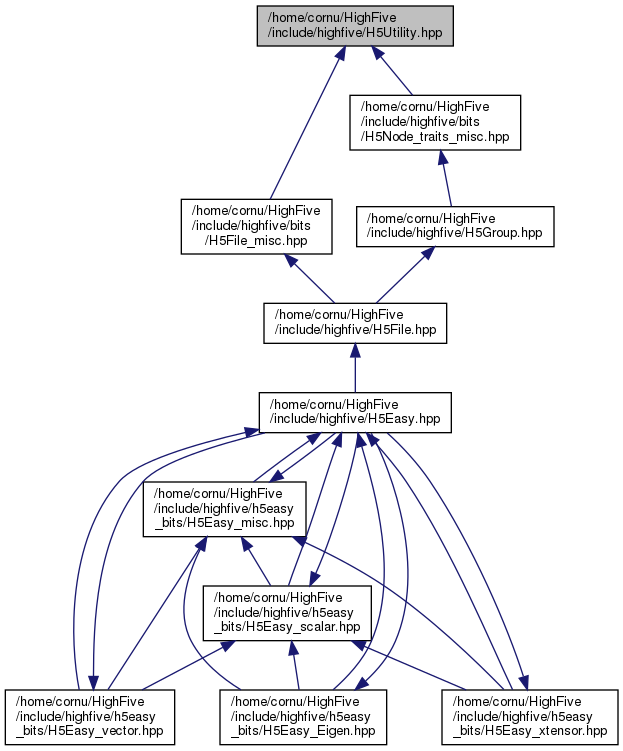 /home/cornu/HighFive
/include/highfive/H5Utility.hpp
/home/cornu/HighFive
/include/highfive/bits
/H5Node_traits_misc.hpp
/home/cornu/HighFive
/include/highfive/bits
/H5File_misc.hpp
/home/cornu/HighFive
/include/highfive/H5Group.hpp
/home/cornu/HighFive
/include/highfive/H5File.hpp
/home/cornu/HighFive
/include/highfive/H5Easy.hpp
/home/cornu/HighFive
/include/highfive/h5easy
_bits/H5Easy_misc.hpp
/home/cornu/HighFive
/include/highfive/h5easy
_bits/H5Easy_scalar.hpp
/home/cornu/HighFive
/include/highfive/h5easy
_bits/H5Easy_vector.hpp
/home/cornu/HighFive
/include/highfive/h5easy
_bits/H5Easy_Eigen.hpp
/home/cornu/HighFive
/include/highfive/h5easy
_bits/H5Easy_xtensor.hpp